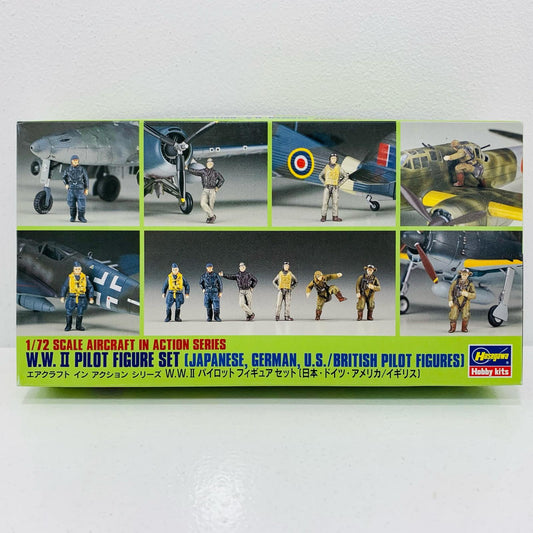 1/72 SCALE AIRCRAFT IN ACTION SERIES
W.W. II PILOT FIGURE SET (JAPANESE, GERMAN, U.S./BRITISH PILOT FIGURES)
エアクラフト イン アクション シリーズ W.W. II パイロット フィギュア セット (日本・ドイツ・アメリカ/イギリス)
Hasegawa
Hobby kits